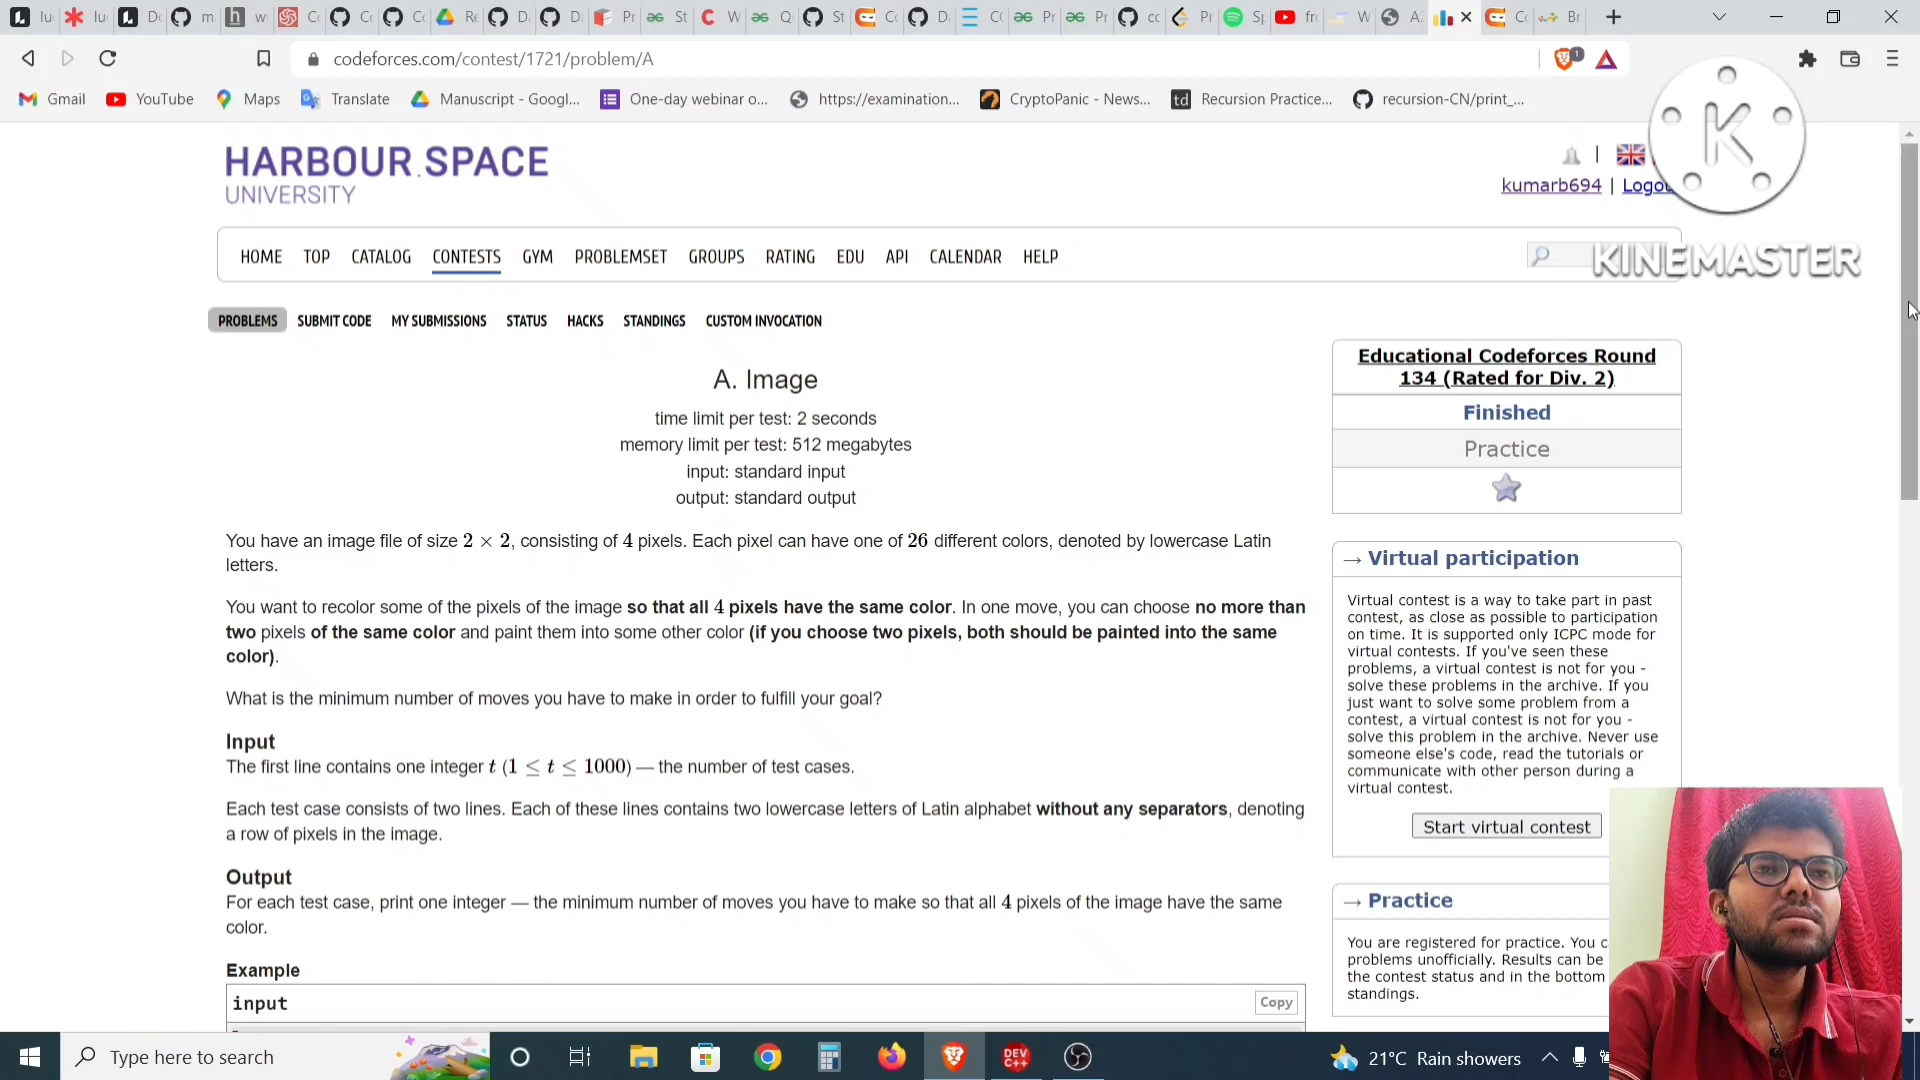 codeforces.com/contest/1721/problem/A
1
Gmail
YouTube
Maps
Translate
Manuscript - Googl...
One-day webinar o...
https://examination...
CryptoPanic - News...
td
Recursion Practice...
recursion-CN/print_...
K
KINEMASTER
HARBOUR.SPACE
UNIVERSITY
kumarb694 | Logou
HOME TOP CATALOG CONTESTS GYM PROBLEMSET GROUPS RATING EDU API CALENDAR HELP
PROBLEMS SUBMIT CODE MY SUBMISSIONS STATUS HACKS STANDINGS CUSTOM INVOCATION
A. Image
time limit per test: 2 seconds
memory limit per test: 512 megabytes
input: standard input
output: standard output
You have an image file of size 2 × 2, consisting of 4 pixels. Each pixel can have one of 26 different colors, denoted by lowercase Latin
letters.
You want to recolor some of the pixels of the image so that all 4 pixels have the same color. In one move, you can choose no more than
two pixels of the same color and paint them into some other color (if you choose two pixels, both should be painted into the same
color).
What is the minimum number of moves you have to make in order to fulfill your goal?
Input
The first line contains one integer t (1 ≤ t ≤ 1000) — the number of test cases.
Each test case consists of two lines. Each of these lines contains two lowercase letters of Latin alphabet without any separators, denoting
a row of pixels in the image.
Output
For each test case, print one integer — the minimum number of moves you have to make so that all 4 pixels of the image have the same
color.
Example
input
Copy
Educational Codeforces Round
134 (Rated for Div. 2)
Finished
Practice
→ Virtual participation
Virtual contest is a way to take part in past
contest, as close as possible to participation
on time. It is supported only ICPC mode for
virtual contests. If you've seen these
problems, a virtual contest is not for you -
solve these problems in the archive. If you
just want to solve some problem from a
contest, a virtual contest is not for you -
solve this problem in the archive. Never use
someone else's code, read the tutorials or
communicate with other person during a
virtual contest.
Start virtual contest
→ Practice
You are registered for practice. You c
problems unofficially. Results can be
the contest status and in the bottom
standings.
Type here to search
DEV
C++
21°C Rain showers